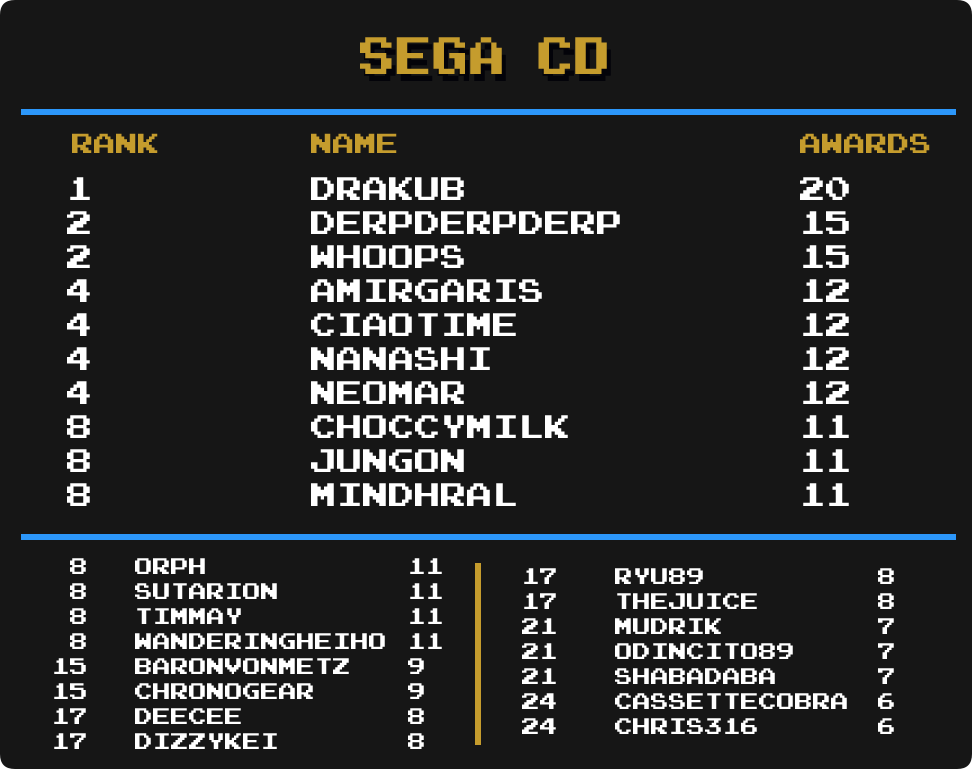 SEGA CD
RANK NAME AWARDS
1 DRAKUB 20
2 DERPDERPDERP 15
2 WHOOPS 15
4 AMIRGARIS 12
4 CIAOTIME 12
4 NANASHI 12
4 NEOMAR 12
8 CHOCCYMILK 11
8 JUNGON 11
8 MINDHRAL 11
8 ORPH 11
8 SUTARION 11
8 TIMMAY 11
8 WANDERINGHEIHO 11
15 BARONVONMETZ 9
15 CHRONOGEAR 9
17 DEECEE 8
17 DIZZYKEI 8
17 RYU89 8
17 THEJUICE 8
21 MUDRIK 7
21 ODINCITO89 7
21 SHABADABA 7
24 CASSETTECOBRA 6
24 CHRIS316 6